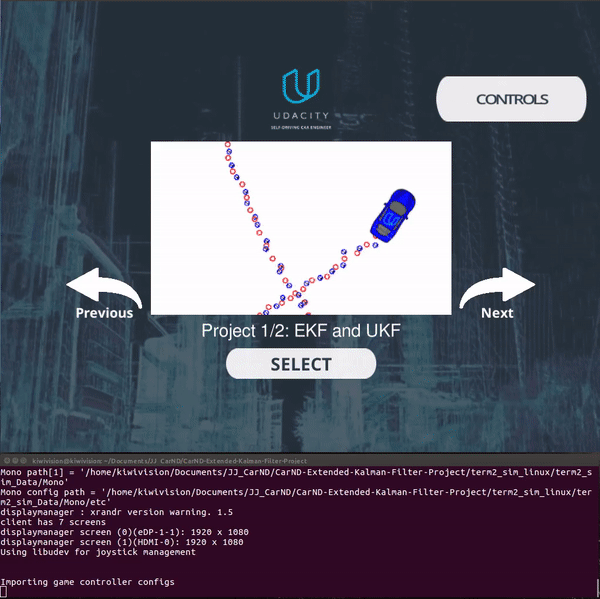 UDACITY
SELF-DRIVING CAR ENGINEER
CONTROLS
Previous
Next
Project 1/2: EKF and UKF
SELECT
kiwivision@kiwivision: ~/Documents/JJ_CarND/CarND-Extended-Kalman-Filter-Project
Mono path[1] = '/home/kiwivision/Documents/JJ_CarND/CarND-Extended-Kalman-Filter-Project/term2_sim_linux/term2_s
im_Data/Mono'
Mono config path = '/home/kiwivision/Documents/JJ_CarND/CarND-Extended-Kalman-Filter-Project/term2_sim_linux/ter
m2_sim_Data/Mono/etc'
displaymanager : xrandr version warning. 1.5
client has 7 screens
displaymanager screen (0)(eDP-1-1): 1920 x 1080
displaymanager screen (1)(HDMI-0): 1920 x 1080
Using libudev for joystick management
Importing game controller configs